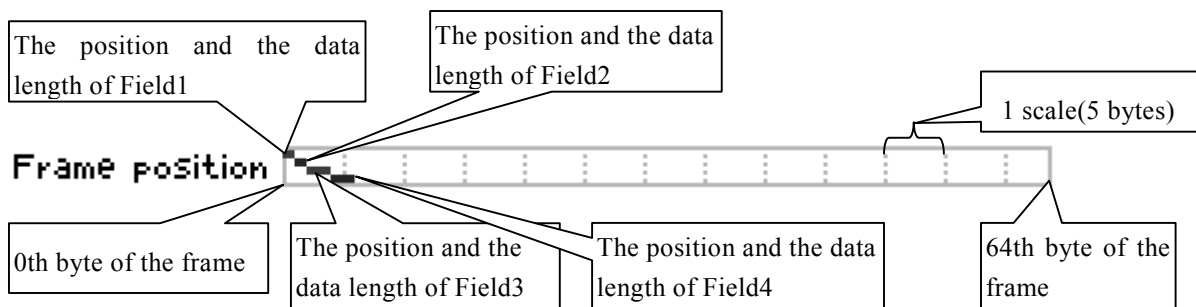 The position and the data
length of Field1
The position and the data
length of Field2
1 scale(5 bytes)
Frame position
0th byte of the frame
The position and the
data length of Field3
The position and the data
length of Field4
64th byte of the
frame